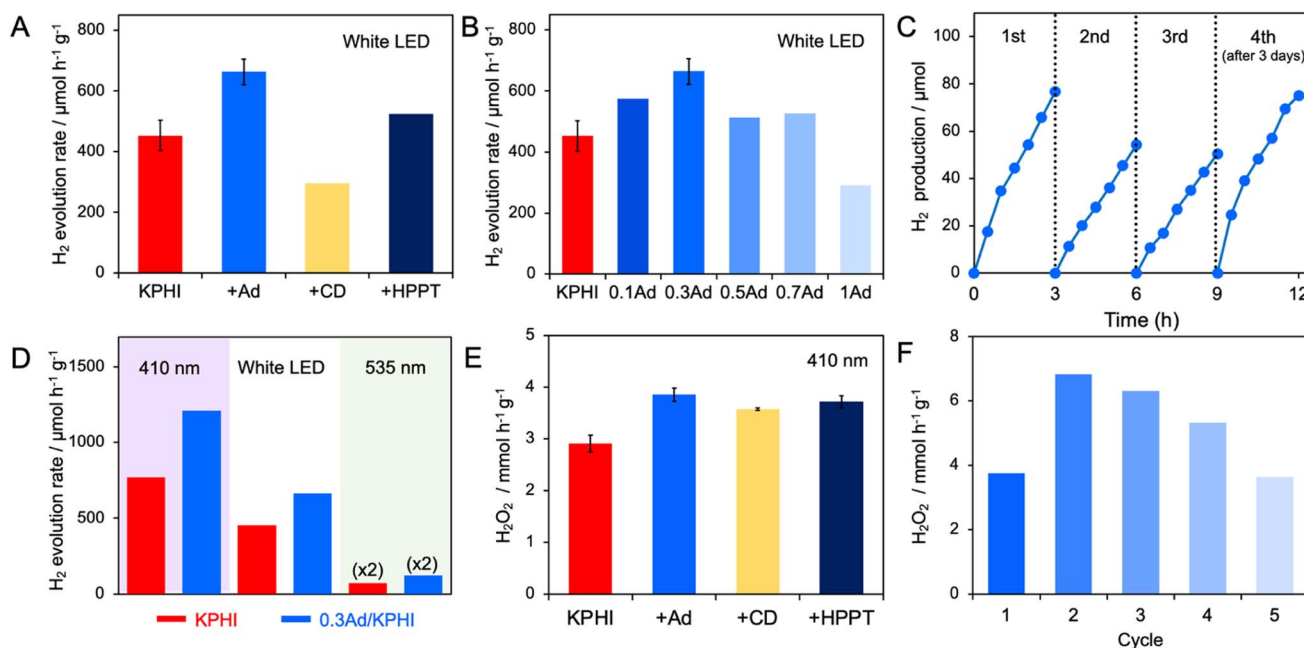 A
H₂ evolution rate / µmol h⁻¹ g⁻¹
800
600
400
200
0
White LED
KPHI +Ad +CD +HPPT
B
H₂ evolution rate / µmol h⁻¹ g⁻¹
800
600
400
200
0
White LED
KPHI 0.1Ad 0.3Ad 0.5Ad 0.7Ad 1Ad
C
H₂ production / µmol
100
80
60
40
20
0
1st 2nd 3rd 4th
(after 3 days)
0 3 6 9 12
Time (h)
D
H₂ evolution rate / µmol h⁻¹ g⁻¹
1500
1000
500
0
410 nm White LED 535 nm
(x2) (x2)
KPHI 0.3Ad/KPHI
E
H₂O₂ / mmol h⁻¹ g⁻¹
5
4
3
2
1
0
410 nm
KPHI +Ad +CD +HPPT
F
H₂O₂ / mmol h⁻¹ g⁻¹
8
6
4
2
0
1 2 3 4 5
Cycle